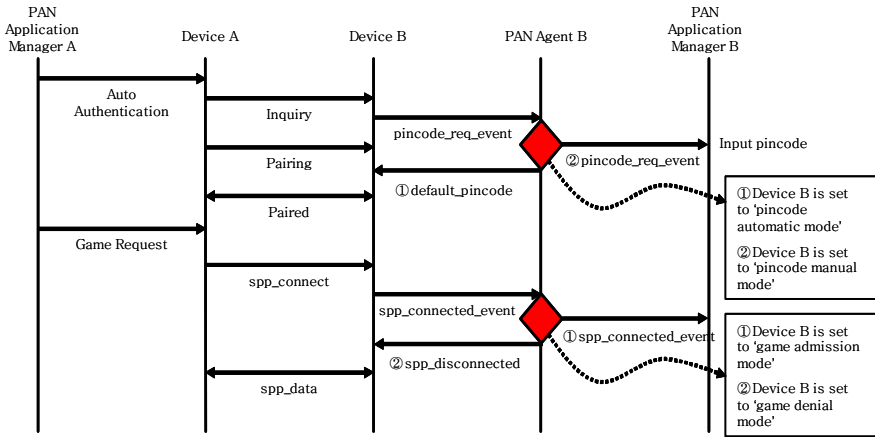 PAN
Application
Manager A
Device A
Device B
PAN Agent B
PAN
Application
Manager B
Auto
Authentication
Inquiry
pincode_req_event
Input pincode
Pairing
②pincode_req_event
①default_pincode
Paired
①Device B is set
to 'pincode
automatic mode'
②Device B is set
to 'pincode manual
mode'
Game Request
spp_connect
spp_connected_event
①spp_connected_event
②spp_disconnected
spp_data
①Device B is set
to 'game admission
mode'
②Device B is set
to 'game denial
mode'